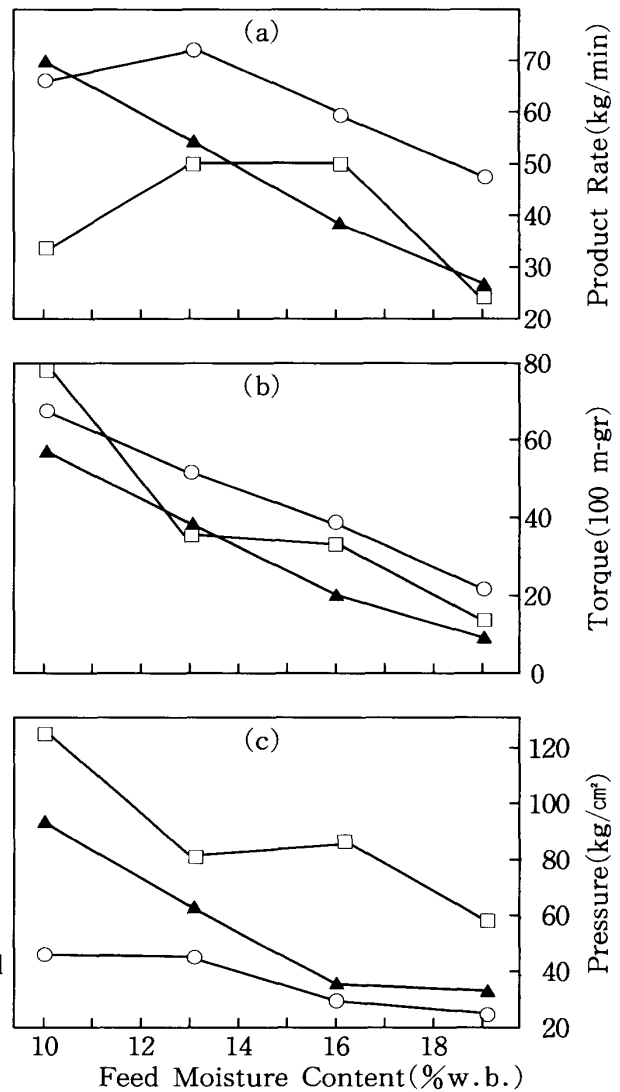 (a)
70
60
50
40
30
20
Product Rate(kg/min)
(b)
80
60
40
20
0
Torque(100 m-gr)
(c)
120
100
80
60
40
20
Pressure(kg/㎠)
10 12 14 16 18
Feed Moisture Content(%w.b.)